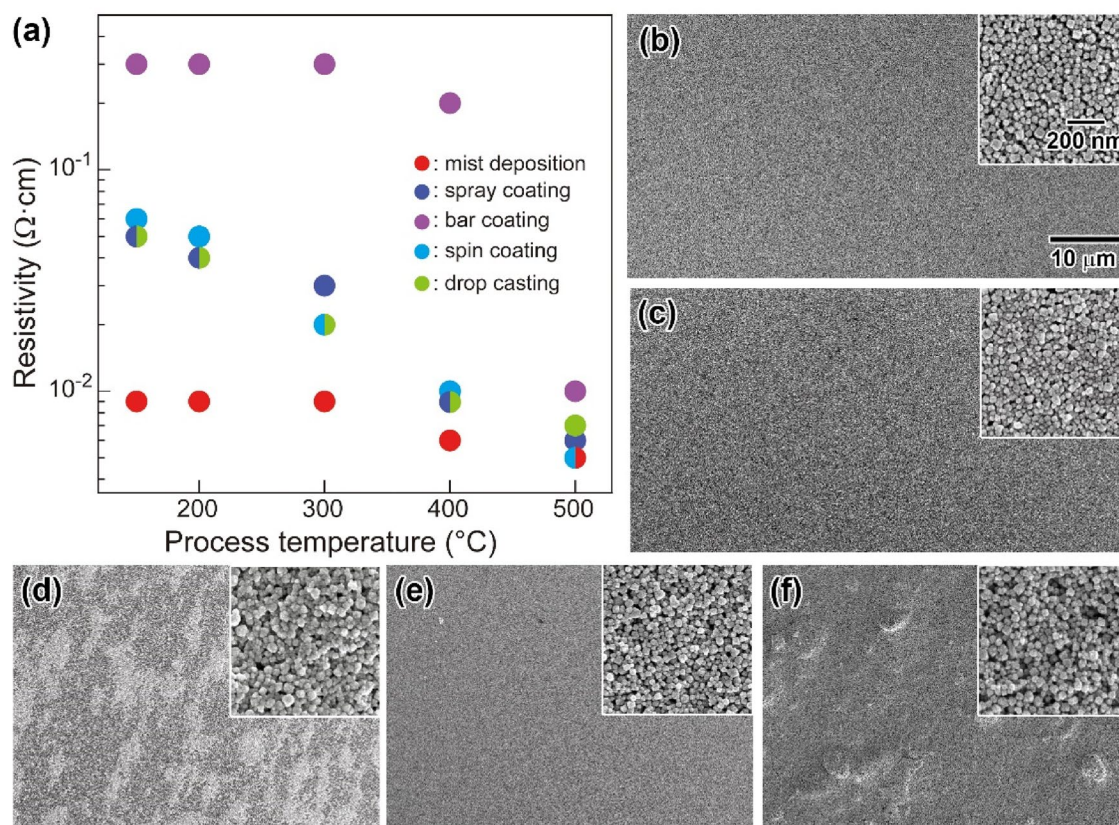 (a)
Resistivity (Ω·cm)
10⁻¹
10⁻²
: mist deposition
: spray coating
: bar coating
: spin coating
: drop casting
200 300 400 500
Process temperature (°C)
(b)
200 nm
10 μm
(c)
(d)
(e)
(f)